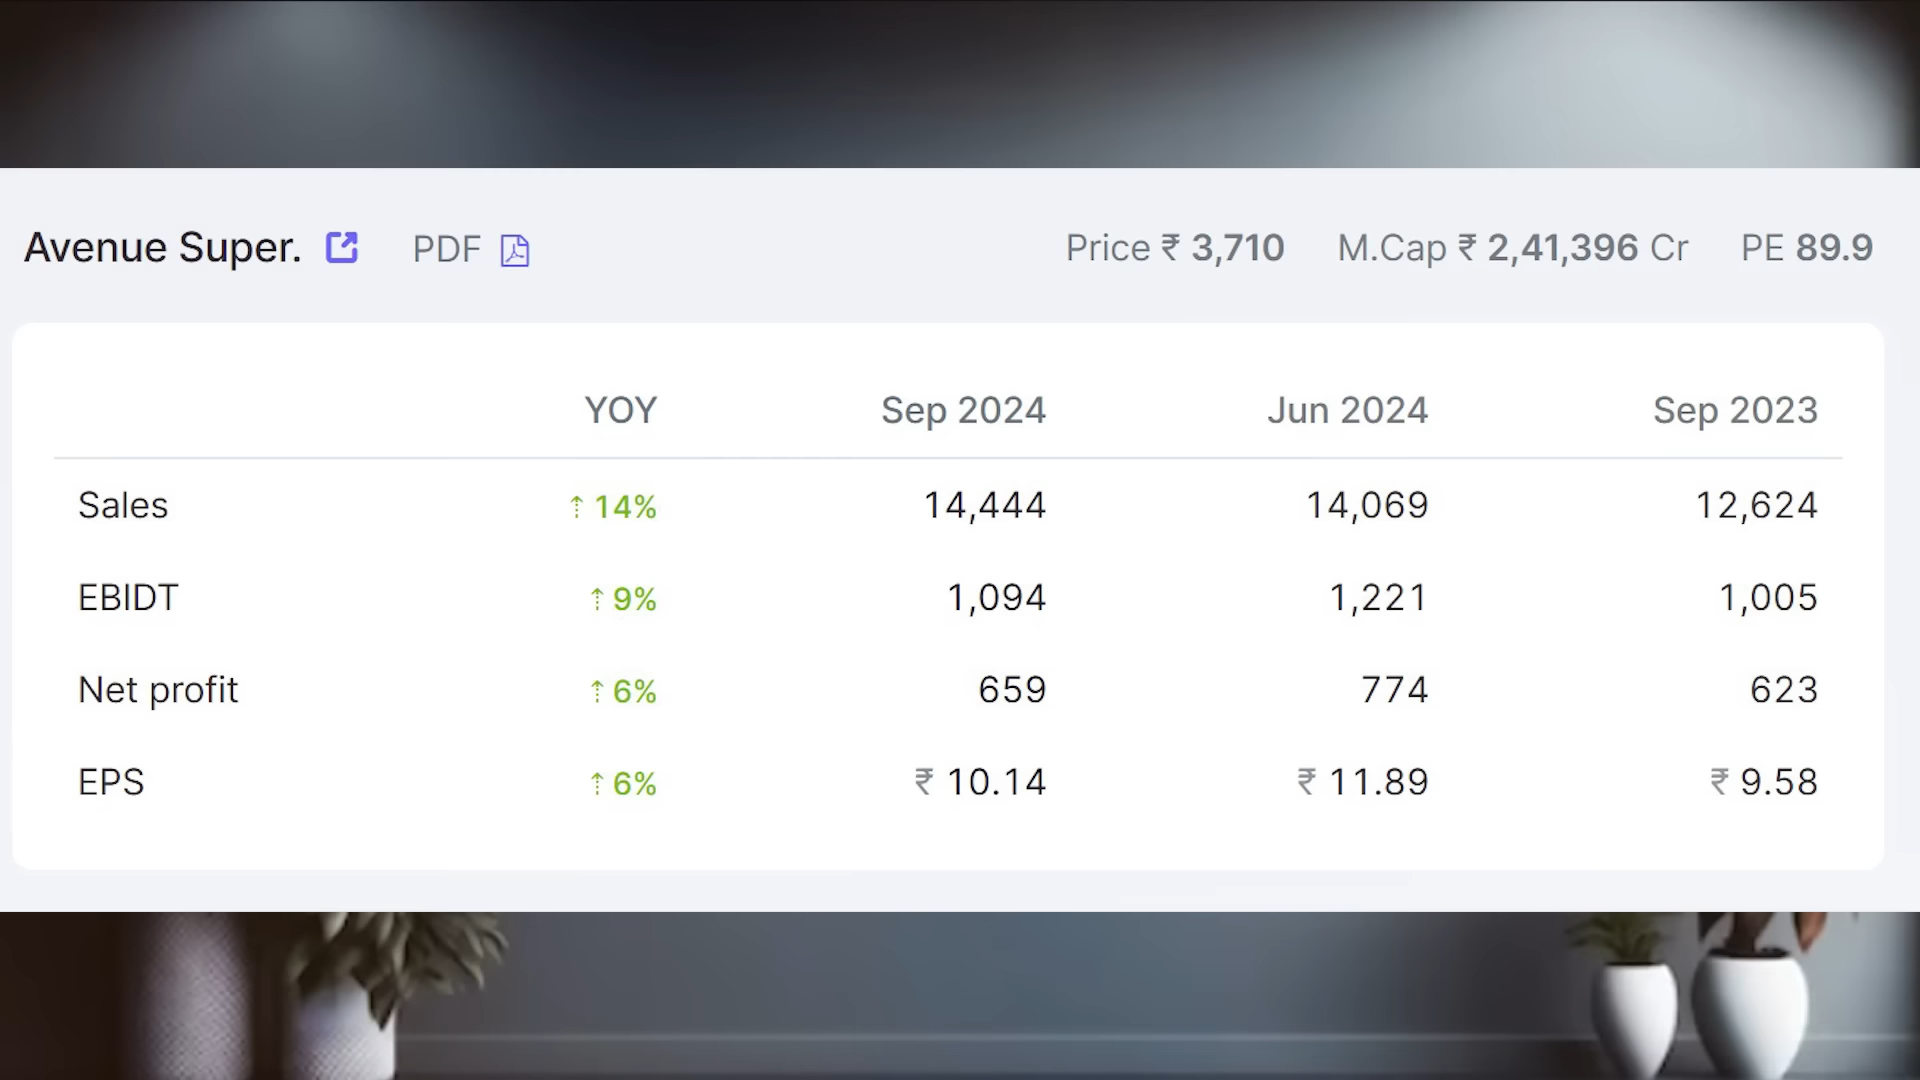 Avenue Super. PDF Price ₹ 3,710 M.Cap ₹ 2,41,396 Cr PE 89.9
YOY Sep 2024 Jun 2024 Sep 2023
Sales ⇡ 14% 14,444 14,069 12,624
EBIDT ⇡ 9% 1,094 1,221 1,005
Net profit ⇡ 6% 659 774 623
EPS ⇡ 6% ₹ 10.14 ₹ 11.89 ₹ 9.58